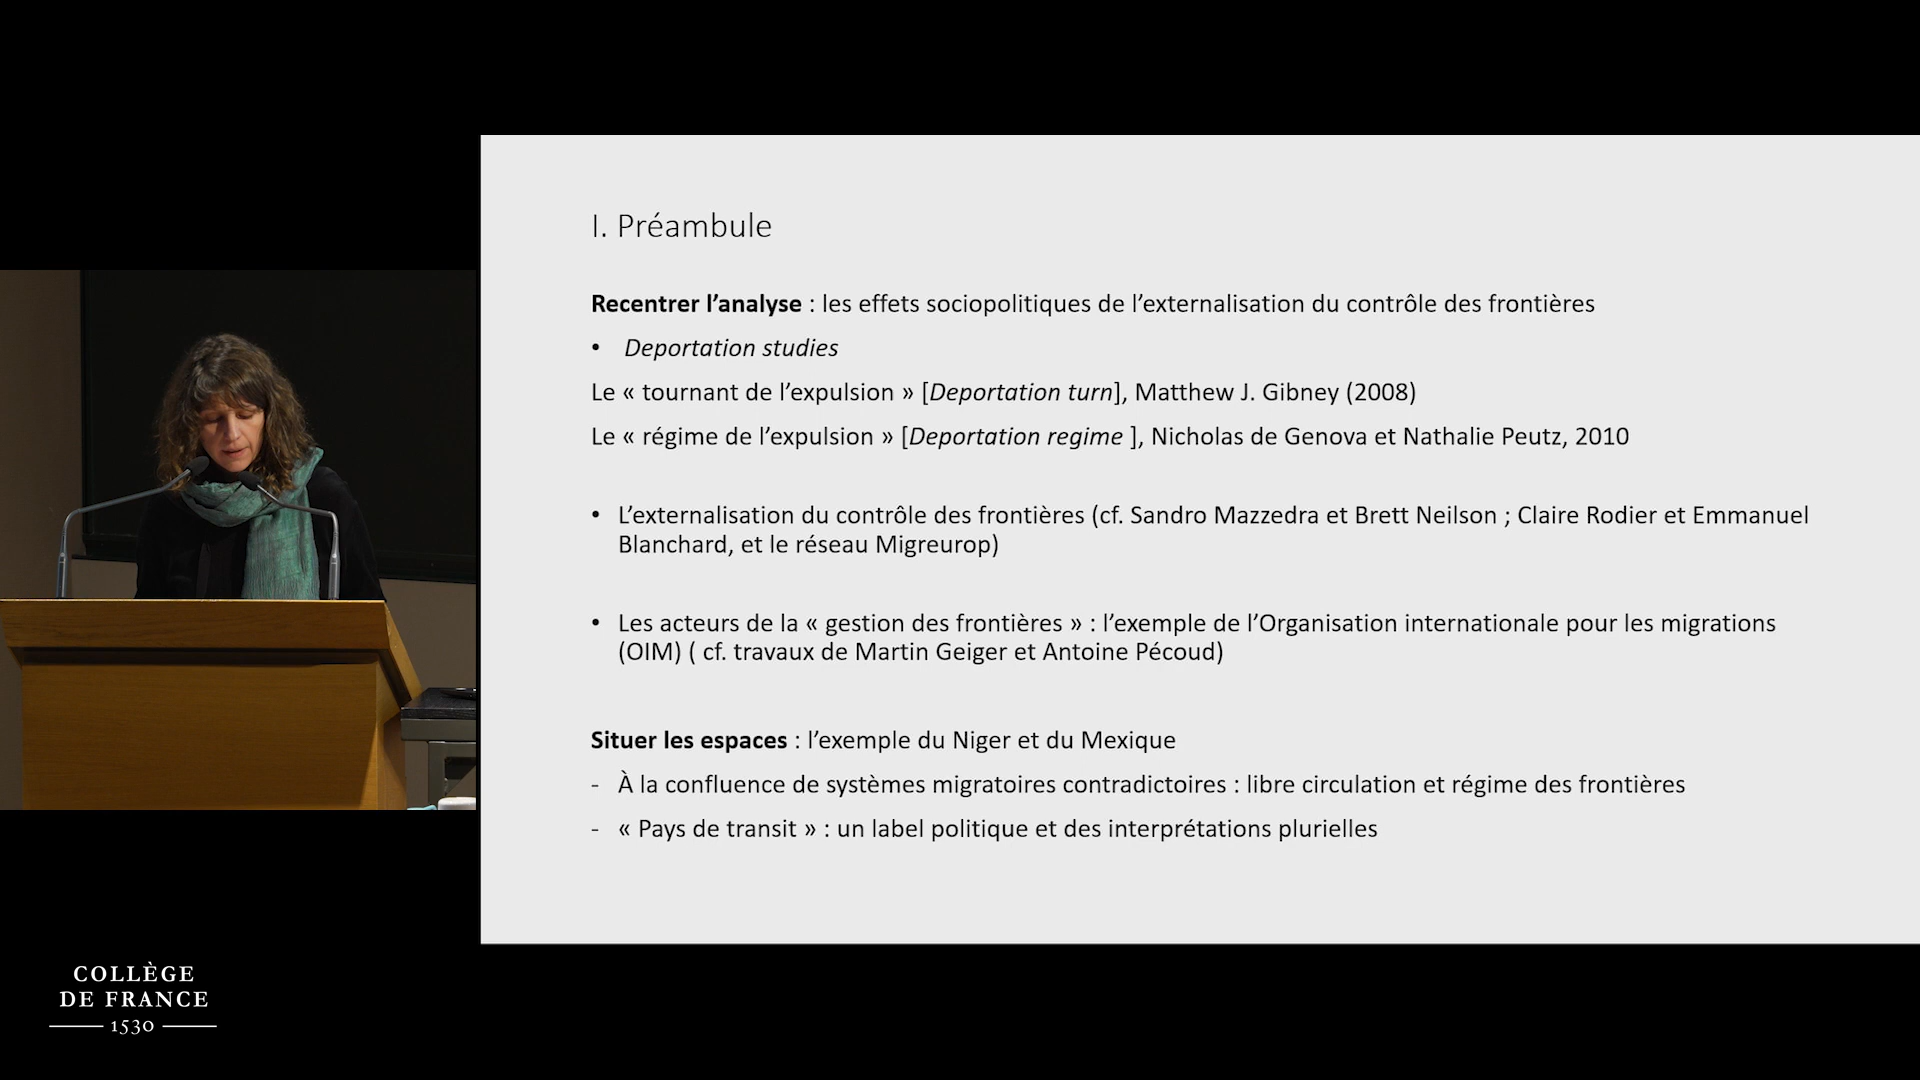 I. Préambule
Recentrer l’analyse : les effets sociopolitiques de l’externalisation du contrôle des frontières
• Deportation studies
Le « tournant de l’expulsion » [Deportation turn], Matthew J. Gibney (2008)
Le « régime de l’expulsion » [Deportation regime ], Nicholas de Genova et Nathalie Peutz, 2010
• L’externalisation du contrôle des frontières (cf. Sandro Mazzedra et Brett Neilson ; Claire Rodier et Emmanuel
Blanchard, et le réseau Migreurop)
• Les acteurs de la « gestion des frontières » : l’exemple de l’Organisation internationale pour les migrations
(OIM) ( cf. travaux de Martin Geiger et Antoine Pécoud)
Situer les espaces : l’exemple du Niger et du Mexique
- À la confluence de systèmes migratoires contradictoires : libre circulation et régime des frontières
- « Pays de transit » : un label politique et des interprétations plurielles
COLLÈGE
DE FRANCE
1530